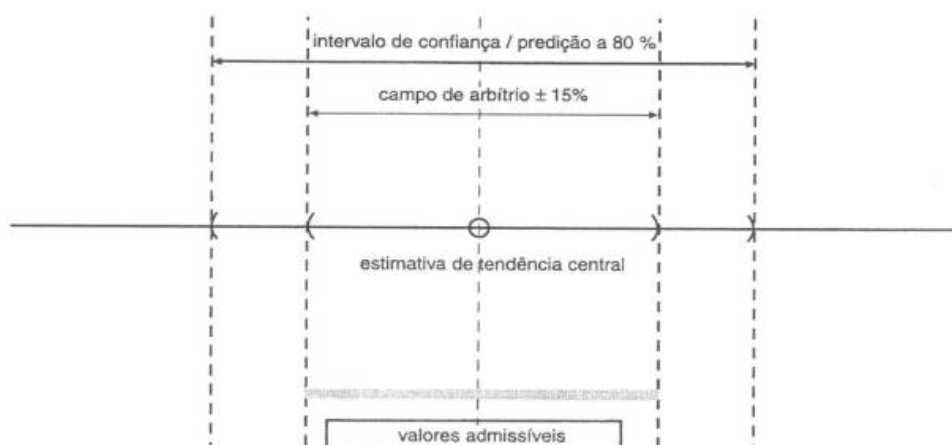 intervalo de confiança / predição a 80 %
campo de arbítrio ± 15%
estimativa de tendência central
valores admissíveis